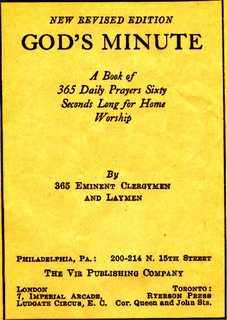 NEW REVISED EDITION
GOD'S MINUTE
A Book of
365 Daily Prayers Sixty
Seconds Long for Home
Worship
By
365 EMINENT CLERGYMEN
AND LAYMEN
PHILADELPHIA, PA.: 200-214 N. 15TH STREET
THE VIR PUBLISHING COMPANY
LONDON TORONTO:
7, IMPERIAL ARCADE, RYERSON PRESS
LUDGATE CIRCUS, E. C. Cor. Queen and John Sts.